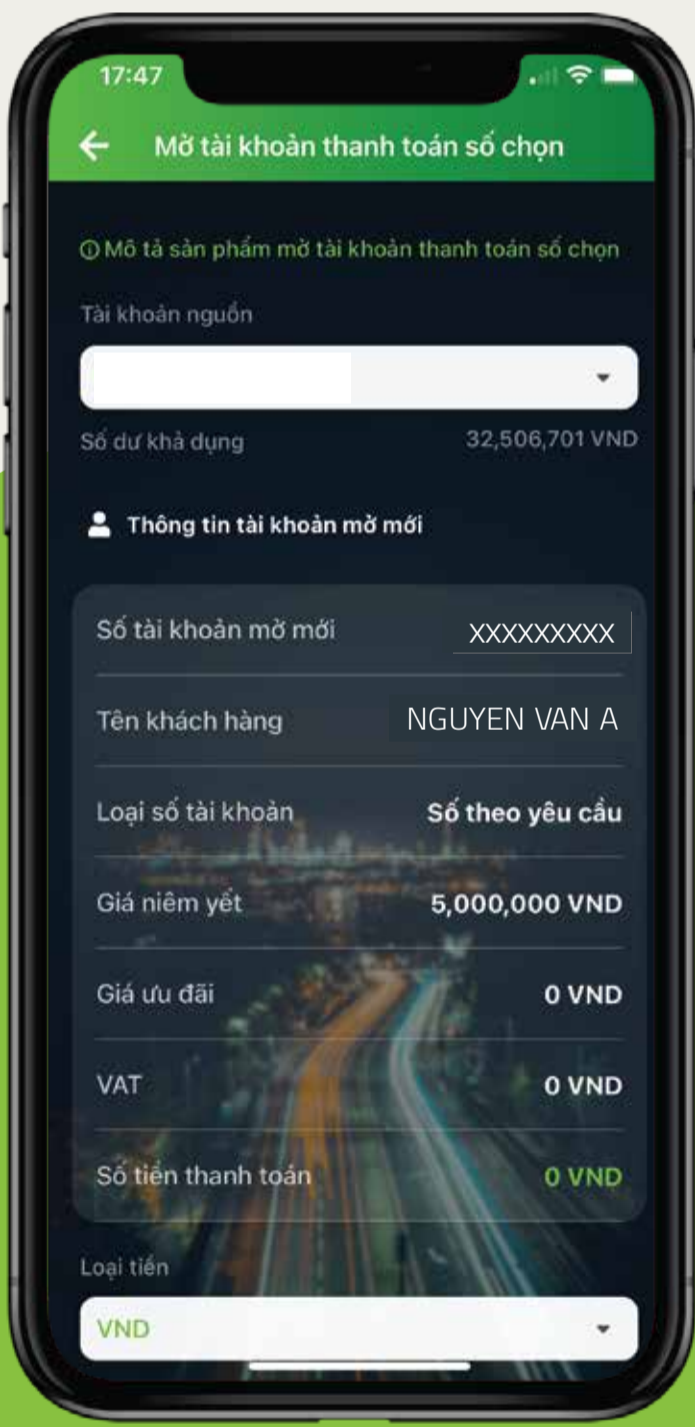 17:47
Mở tài khoản thanh toán số chọn
Mô tả sản phẩm mở tài khoản thanh toán số chọn
Tài khoản nguồn
Số dư khả dụng 32,506,701 VND
Thông tin tài khoản mở mới
Số tài khoản mở mới XXXXXXXXX
Tên khách hàng NGUYEN VAN A
Loại số tài khoản Số theo yêu cầu
Giá niêm yết 5,000,000 VND
Giá ưu đãi 0 VND
VAT 0 VND
Số tiền thanh toán 0 VND
Loại tiền
VND